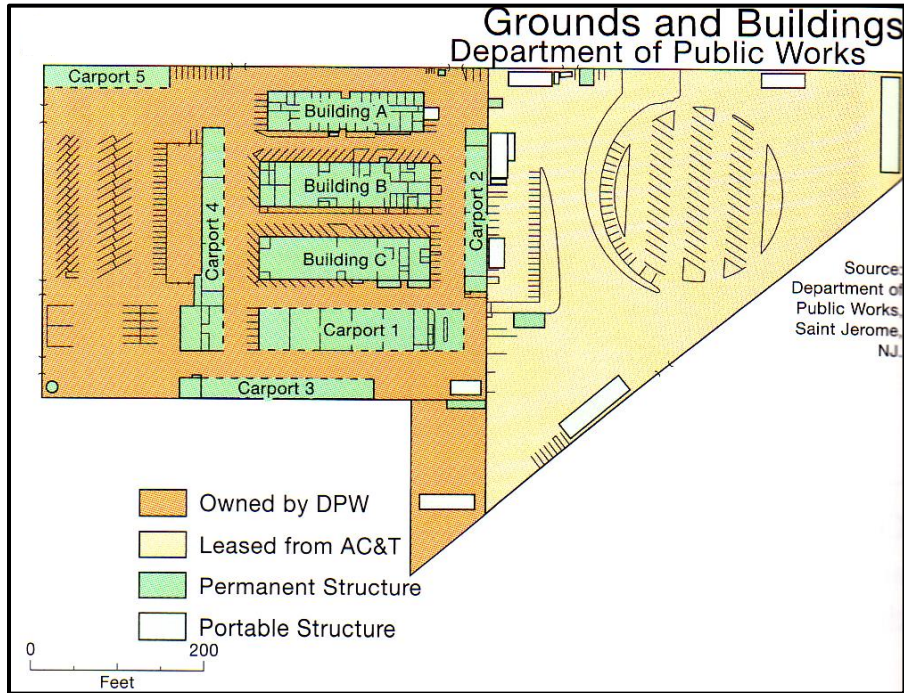 Grounds and Buildings
Department of Public Works
Carport 5
Building A
Building B
Carport 2
Carport 4
Building C
Source:
Department of
Public Works,
Saint Jerome,
NJ.
Carport 1
Carport 3
Owned by DPW
Leased from AC&T
Permanent Structure
Portable Structure
0 200
Feet